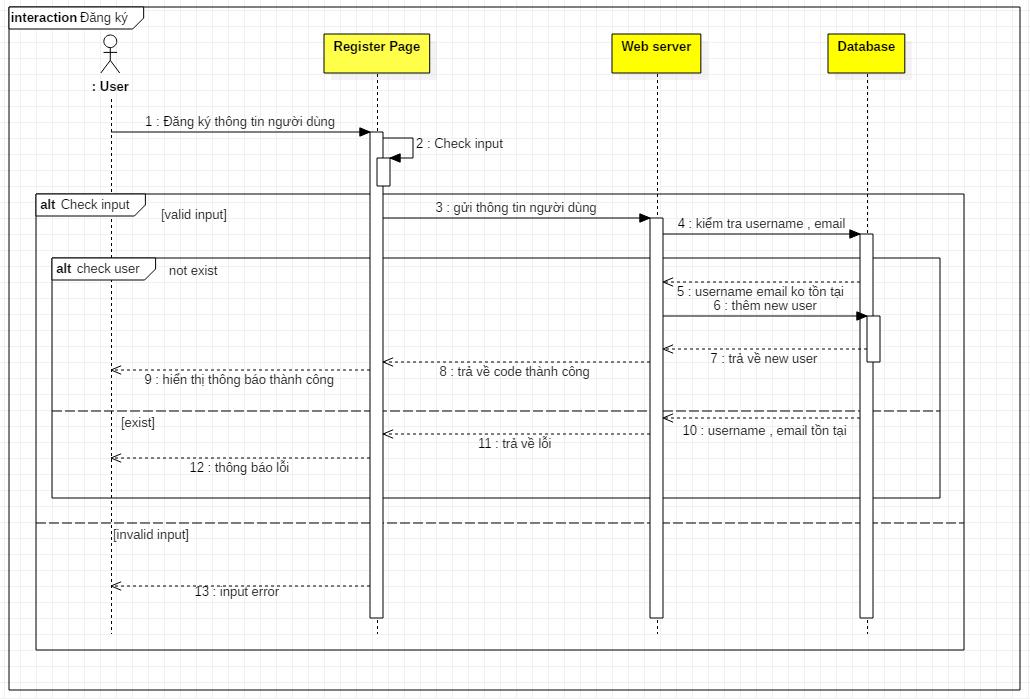 interaction Đăng ký
: User
Register Page
Web server
Database
1 : Đăng ký thông tin người dùng
2 : Check input
alt Check input
[valid input]
3 : gửi thông tin người dùng
4 : kiểm tra username , email
alt check user
not exist
5 : username email ko tồn tại
6 : thêm new user
7 : trả về new user
8 : trả về code thành công
9 : hiển thị thông báo thành công
[exist]
10 : username , email tồn tại
11 : trả về lỗi
12 : thông báo lỗi
[invalid input]
13 : input error